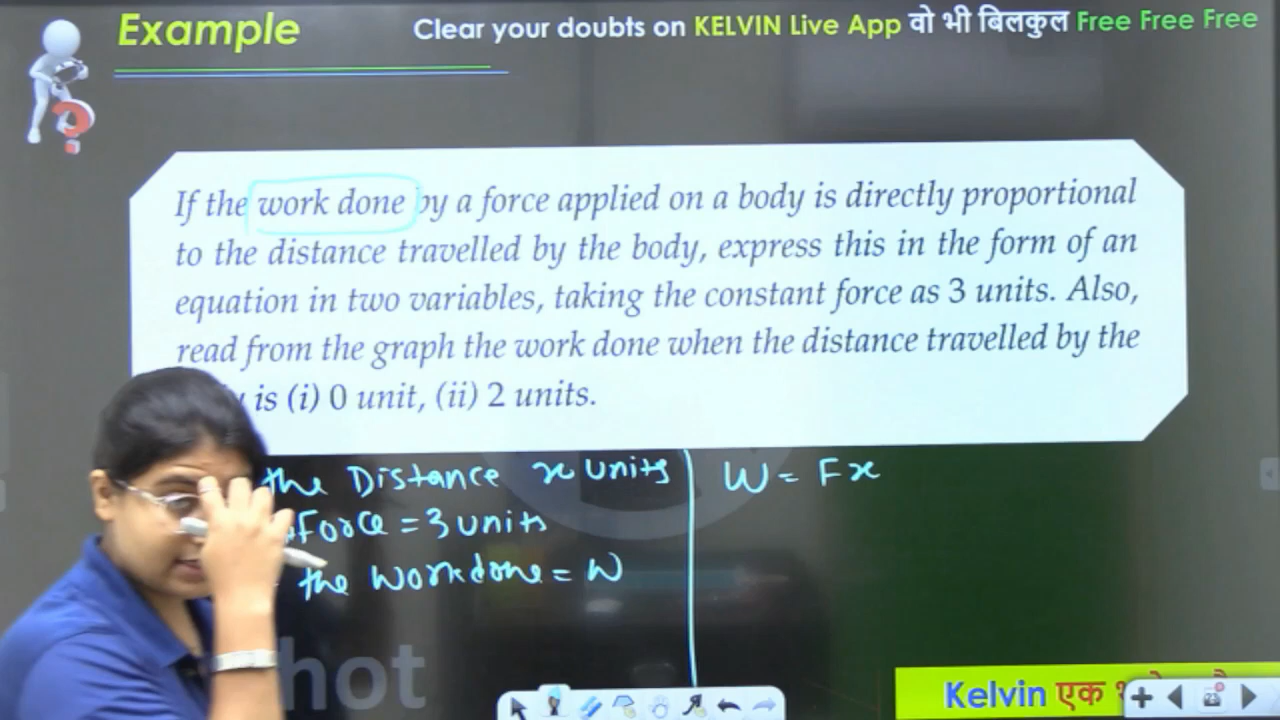 Example
Clear your doubts on KELVIN Live App वो भी बिलकुल Free Free Free
If the work done by a force applied on a body is directly proportional
to the distance travelled by the body, express this in the form of an
equation in two variables, taking the constant force as 3 units. Also,
read from the graph the work done when the distance travelled by the
is (i) 0 unit, (ii) 2 units.
the Distance x units
Force = 3 units
the Workdone = W
W = Fx
hot
Kelvin एक
23